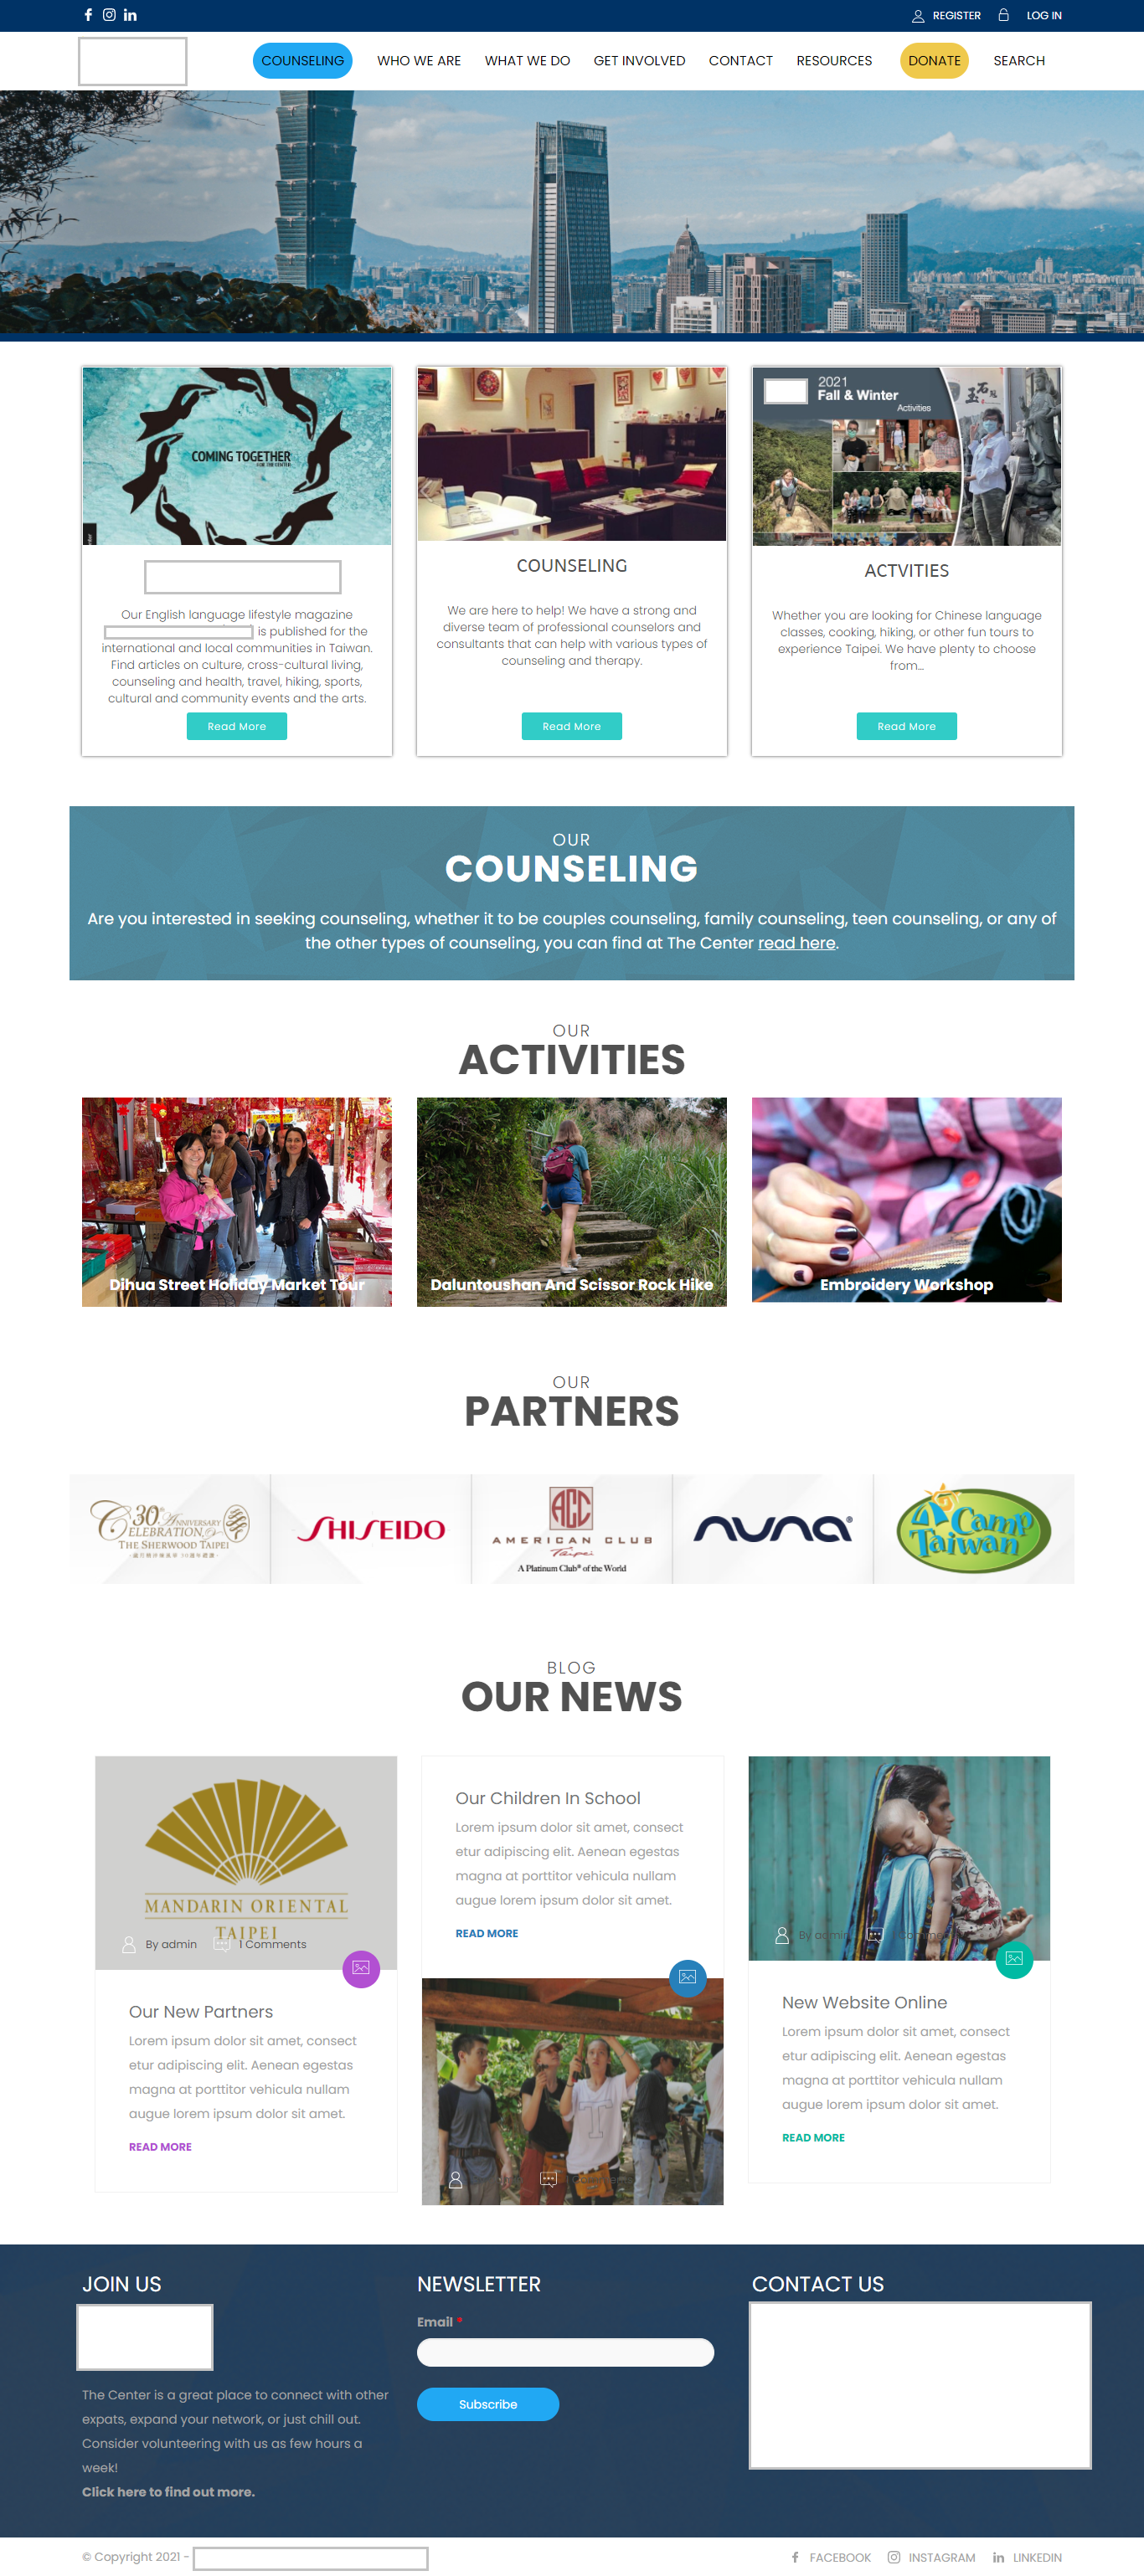 REGISTER LOG IN
COUNSELING WHO WE ARE WHAT WE DO GET INVOLVED CONTACT RESOURCES DONATE SEARCH
COMING TOGETHER
FOR THE CENTER
2021
Fall & Winter
Activities
Our English language lifestyle magazine
is published for the
international and local communities in Taiwan.
Find articles on culture, cross-cultural living,
counseling and health, travel, hiking, sports,
cultural and community events and the arts.
Read More
COUNSELING
We are here to help! We have a strong and
diverse team of professional counselors and
consultants that can help with various types of
counseling and therapy.
Read More
ACTVITIES
Whether you are looking for Chinese language
classes, cooking, hiking, or other fun tours to
experience Taipei. We have plenty to choose
from...
Read More
OUR
COUNSELING
Are you interested in seeking counseling, whether it to be couples counseling, family counseling, teen counseling, or any of
the other types of counseling, you can find at The Center read here.
OUR
ACTIVITIES
Dihua Street Holiday Market Tour
Daluntoushan And Scissor Rock Hike
Embroidery Workshop
OUR
PARTNERS
30th ANNIVERSARY
CELEBRATION
THE SHERWOOD TAIPEI
SHISEIDO
ACC
AMERICAN CLUB
Taipei
A Platinum Club® of the World
nuna®
Camp
Taiwan
BLOG
OUR NEWS
MANDARIN ORIENTAL
TAIPEI
By admin 1 Comments
Our New Partners
Lorem ipsum dolor sit amet, consect
etur adipiscing elit. Aenean egestas
magna at porttitor vehicula nullam
augue lorem ipsum dolor sit amet.
READ MORE
Our Children In School
Lorem ipsum dolor sit amet, consect
etur adipiscing elit. Aenean egestas
magna at porttitor vehicula nullam
augue lorem ipsum dolor sit amet.
READ MORE
By admin
New Website Online
Lorem ipsum dolor sit amet, consect
etur adipiscing elit. Aenean egestas
magna at porttitor vehicula nullam
augue lorem ipsum dolor sit amet.
READ MORE
JOIN US
The Center is a great place to connect with other
expats, expand your network, or just chill out.
Consider volunteering with us as few hours a
week!
Click here to find out more.
NEWSLETTER
Email *
Subscribe
CONTACT US
© Copyright 2021 -
FACEBOOK INSTAGRAM LINKEDIN